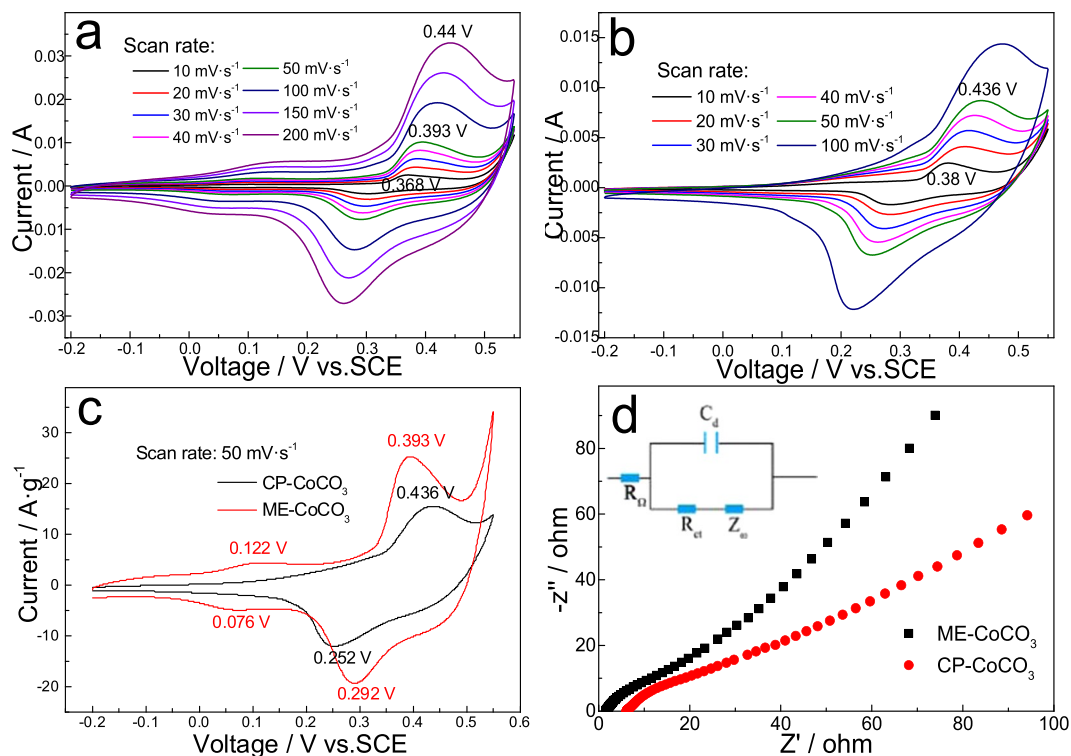 a
Scan rate:
10 mV·s⁻¹
20 mV·s⁻¹
30 mV·s⁻¹
40 mV·s⁻¹
50 mV·s⁻¹
100 mV·s⁻¹
150 mV·s⁻¹
200 mV·s⁻¹
0.44 V
0.393 V
0.368 V
0.03
0.02
0.01
0.00
-0.01
-0.02
-0.03
Current / A
-0.2 -0.1 0.0 0.1 0.2 0.3 0.4 0.5
Voltage / V vs.SCE
b
Scan rate:
10 mV·s⁻¹
20 mV·s⁻¹
30 mV·s⁻¹
40 mV·s⁻¹
50 mV·s⁻¹
100 mV·s⁻¹
0.436 V
0.38 V
0.015
0.010
0.005
0.000
-0.005
-0.010
-0.015
Current / A
-0.2 -0.1 0.0 0.1 0.2 0.3 0.4 0.5
Voltage / V vs.SCE
c
Scan rate: 50 mV·s⁻¹
CP-CoCO₃
ME-CoCO₃
0.393 V
0.436 V
0.122 V
0.076 V
0.252 V
0.292 V
30
20
10
0
-10
-20
Current / A·g⁻¹
-0.2 -0.1 0.0 0.1 0.2 0.3 0.4 0.5 0.6
Voltage / V vs.SCE
d
C_d
R_Ω
R_ct
Z_ω
ME-CoCO₃
CP-CoCO₃
80
60
40
20
0
-z'' / ohm
0 20 40 60 80 100
Z' / ohm